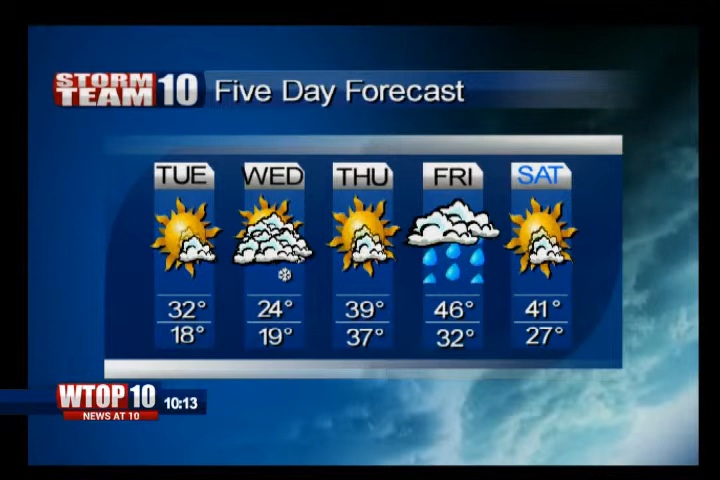 STORM TEAM 10
Five Day Forecast
TUE WED THU FRI SAT
32° 24° 39° 46° 41°
18° 19° 37° 32° 27°
WTOP 10 10:13
NEWS AT 10